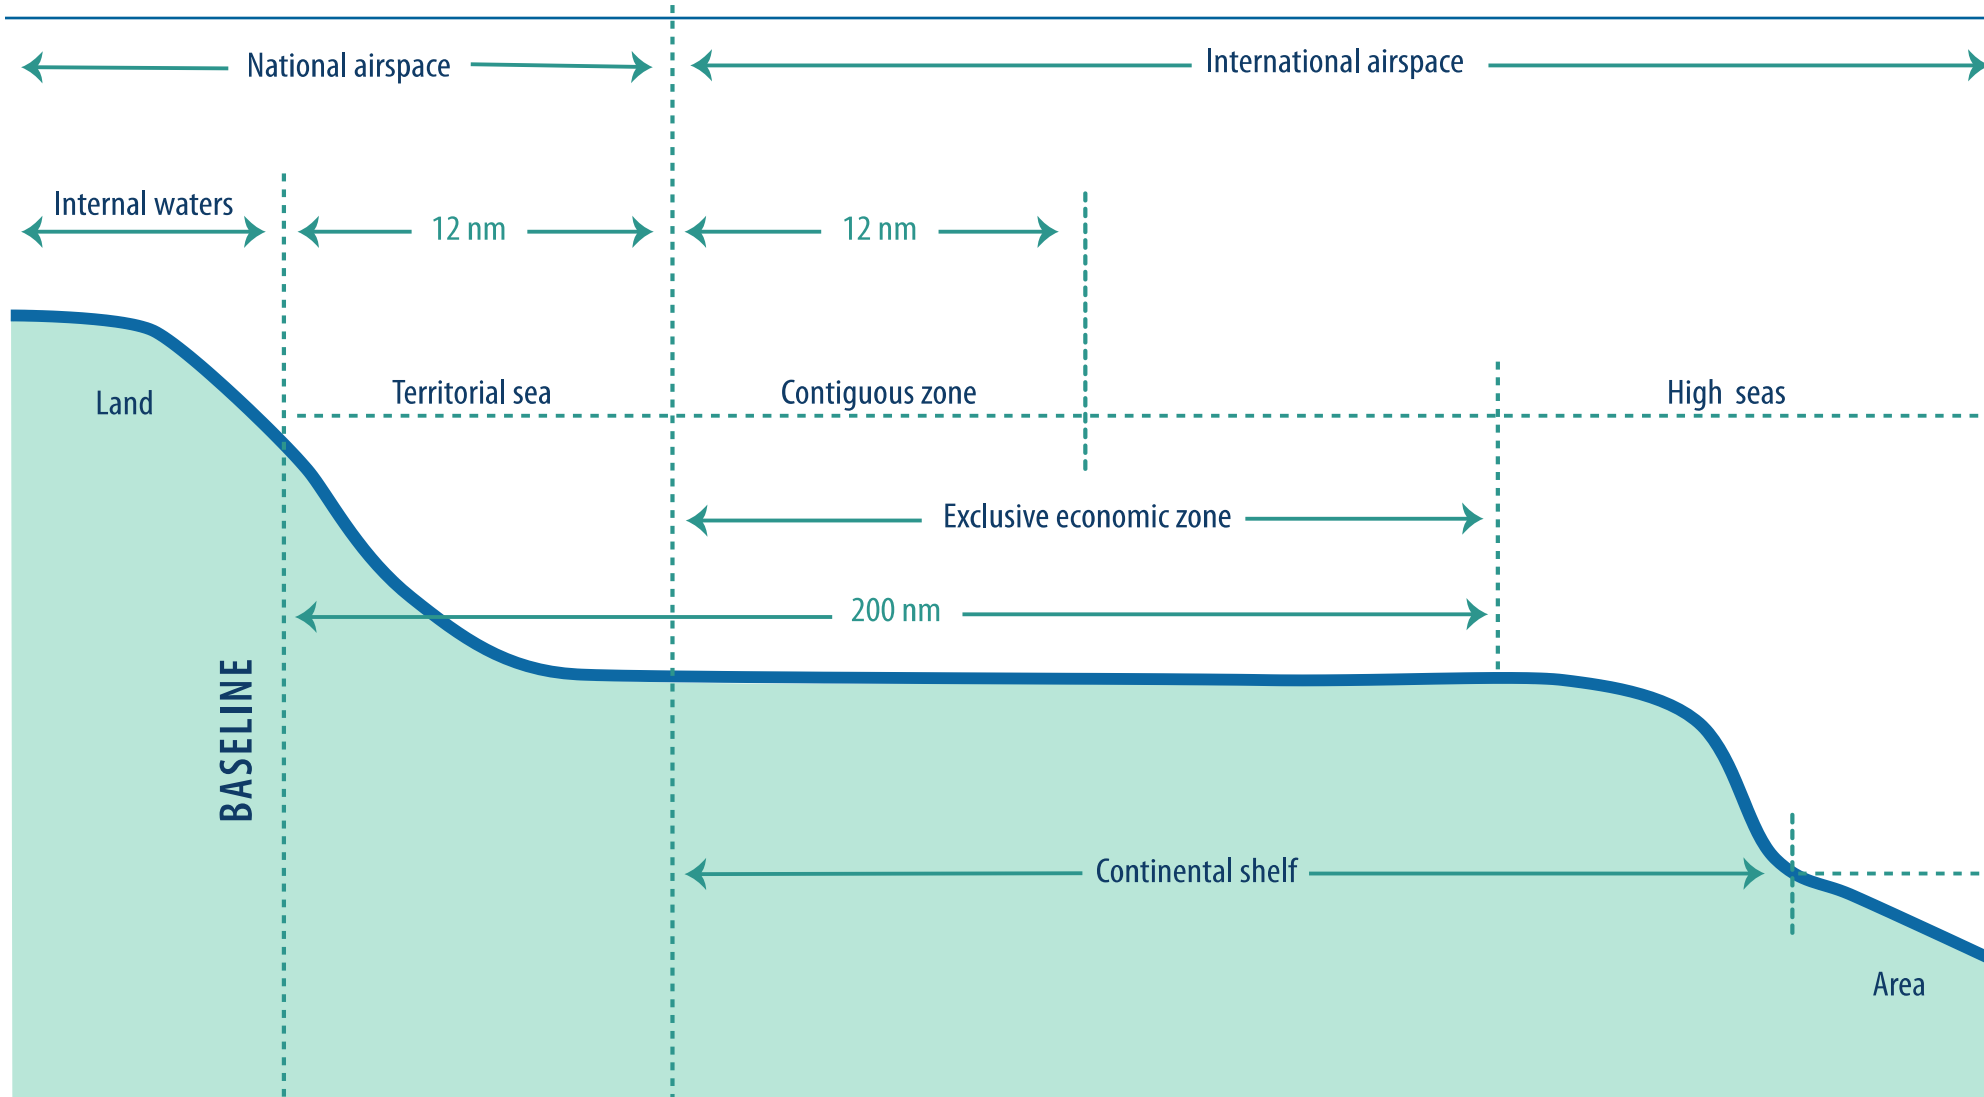 National airspace
International airspace
Internal waters
12 nm
12 nm
Land
Territorial sea
Contiguous zone
High seas
Exclusive economic zone
200 nm
BASELINE
Continental shelf
Area